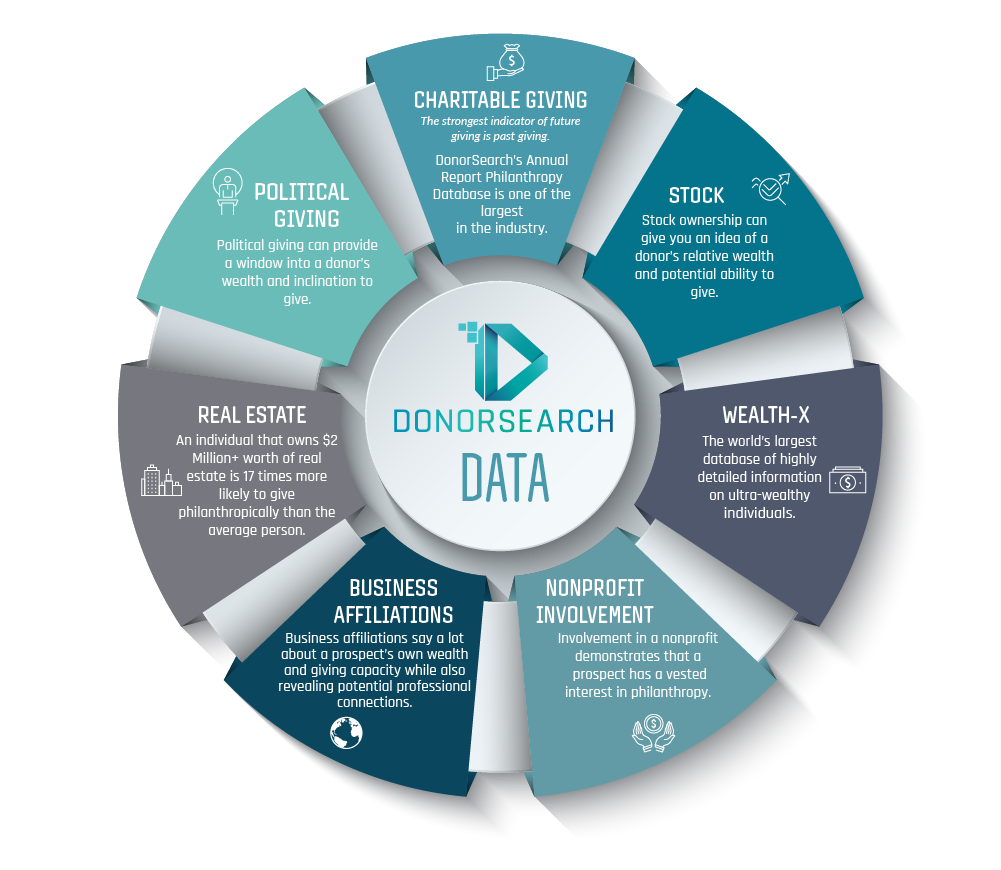 CHARITABLE GIVING
The strongest indicator of future
giving is past giving.
DonorSearch's Annual
Report Philanthropy
Database is one of the
largest
in the industry.
STOCK
Stock ownership can
give you an idea of a
donor's relative wealth
and potential ability to
give.
WEALTH-X
The world's largest
database of highly
detailed information
on ultra-wealthy
individuals.
NONPROFIT
INVOLVEMENT
Involvement in a nonprofit
demonstrates that a
prospect has a vested
interest in philanthropy.
BUSINESS
AFFILIATIONS
Business affiliations say a lot
about a prospect's own wealth
and giving capacity while also
revealing potential professional
connections.
REAL ESTATE
An individual that owns $2
Million+ worth of real
estate is 17 times more
likely to give
philanthropically than the
average person.
POLITICAL
GIVING
Political giving can provide
a window into a donor's
wealth and inclination to
give.
DONORSEARCH
DATA